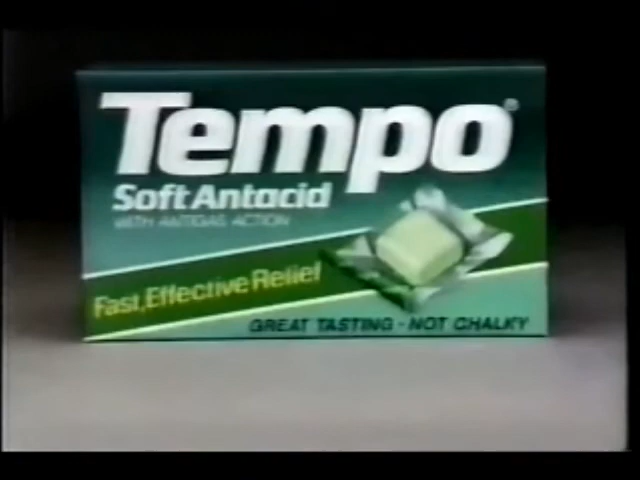 Tempo®
Soft Antacid
WITH ANTIGAS ACTION
Fast, Effective Relief
GREAT TASTING - NOT CHALKY